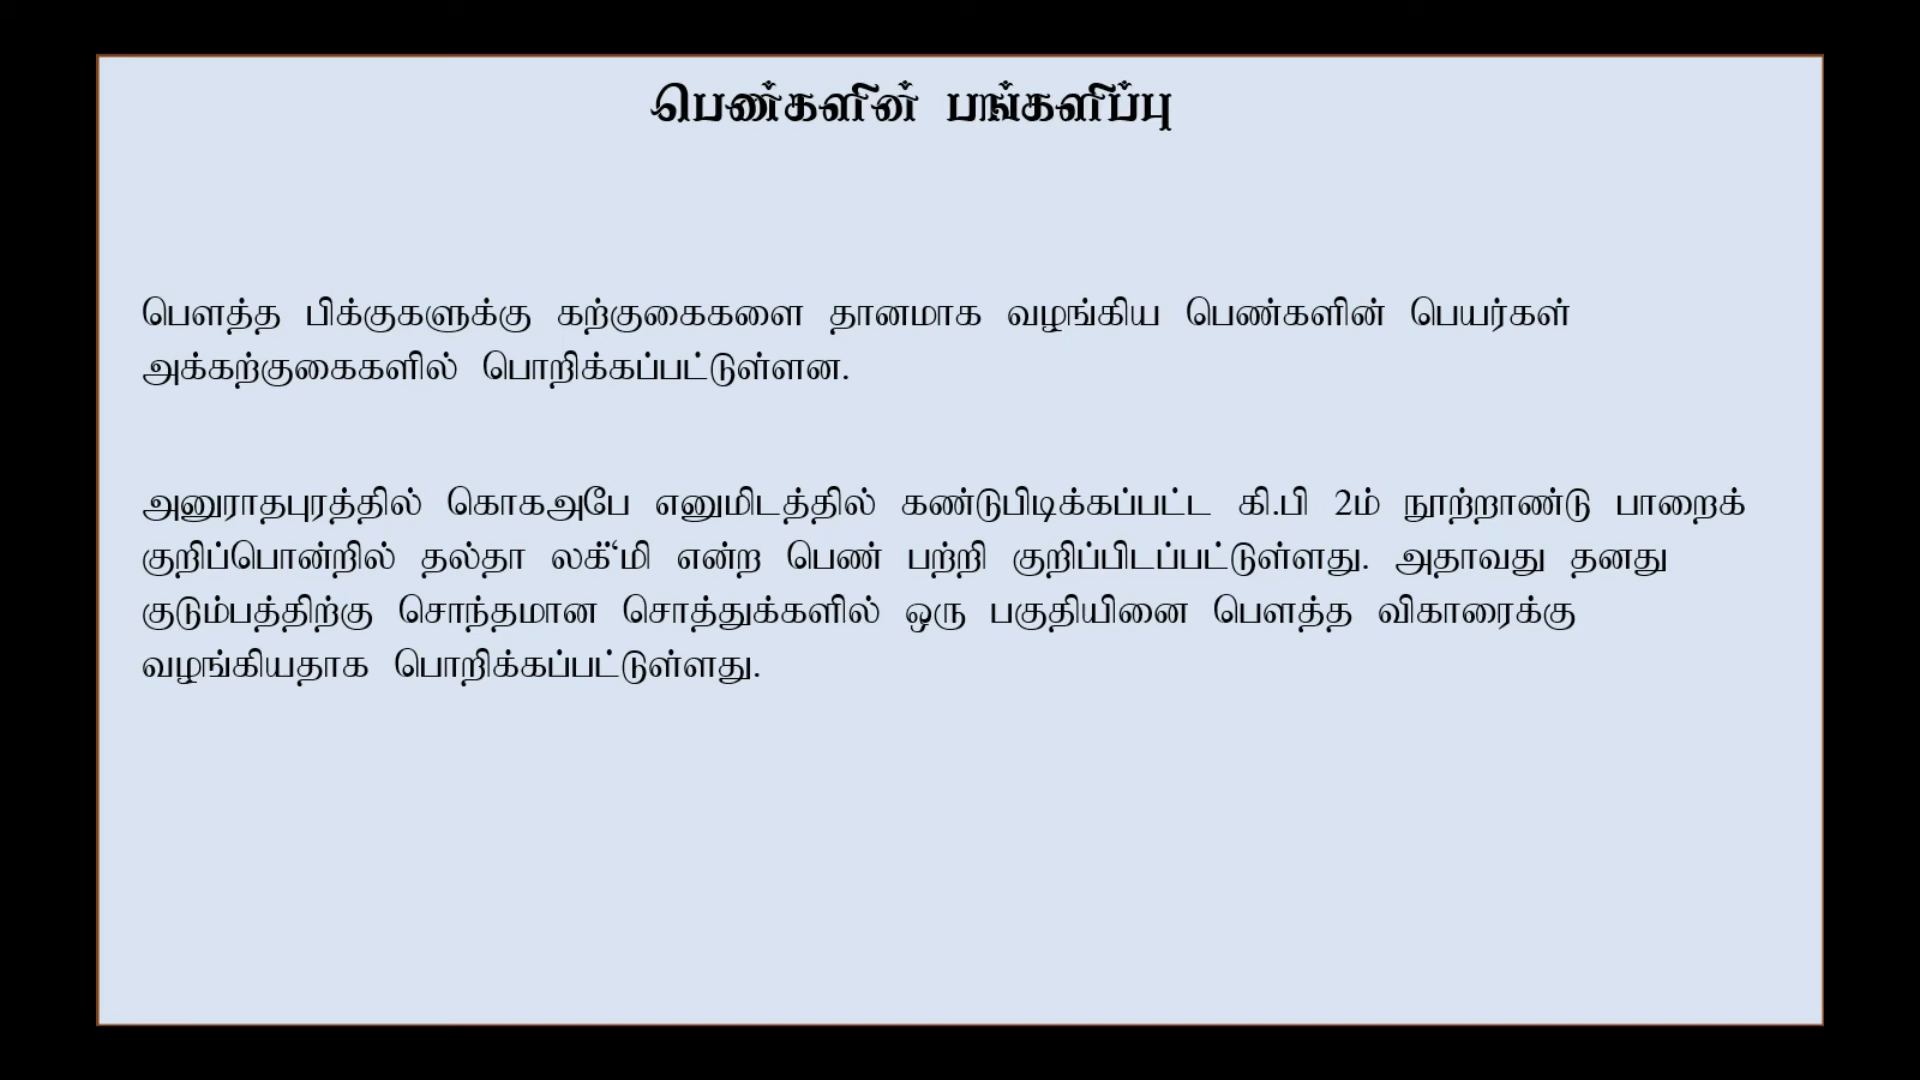 பெண்களின் பங்களிப்பு
பௌத்த பிக்குகளுக்கு கற்குகைகளை தானமாக வழங்கிய பெண்களின் பெயர்கள்
அக்கற்குகைகளில் பொறிக்கப்பட்டுள்ளன.
அனுராதபுரத்தில் கொகஅபே எனுமிடத்தில் கண்டுபிடிக்கப்பட்ட கி.பி 2ம் நூற்றாண்டு பாறைக்
குறிப்பொன்றில் தல்தா லக்‘மி என்ற பெண் பற்றி குறிப்பிடப்பட்டுள்ளது. அதாவது தனது
குடும்பத்திற்கு சொந்தமான சொத்துக்களில் ஒரு பகுதியினை பௌத்த விகாரைக்கு
வழங்கியதாக பொறிக்கப்பட்டுள்ளது.